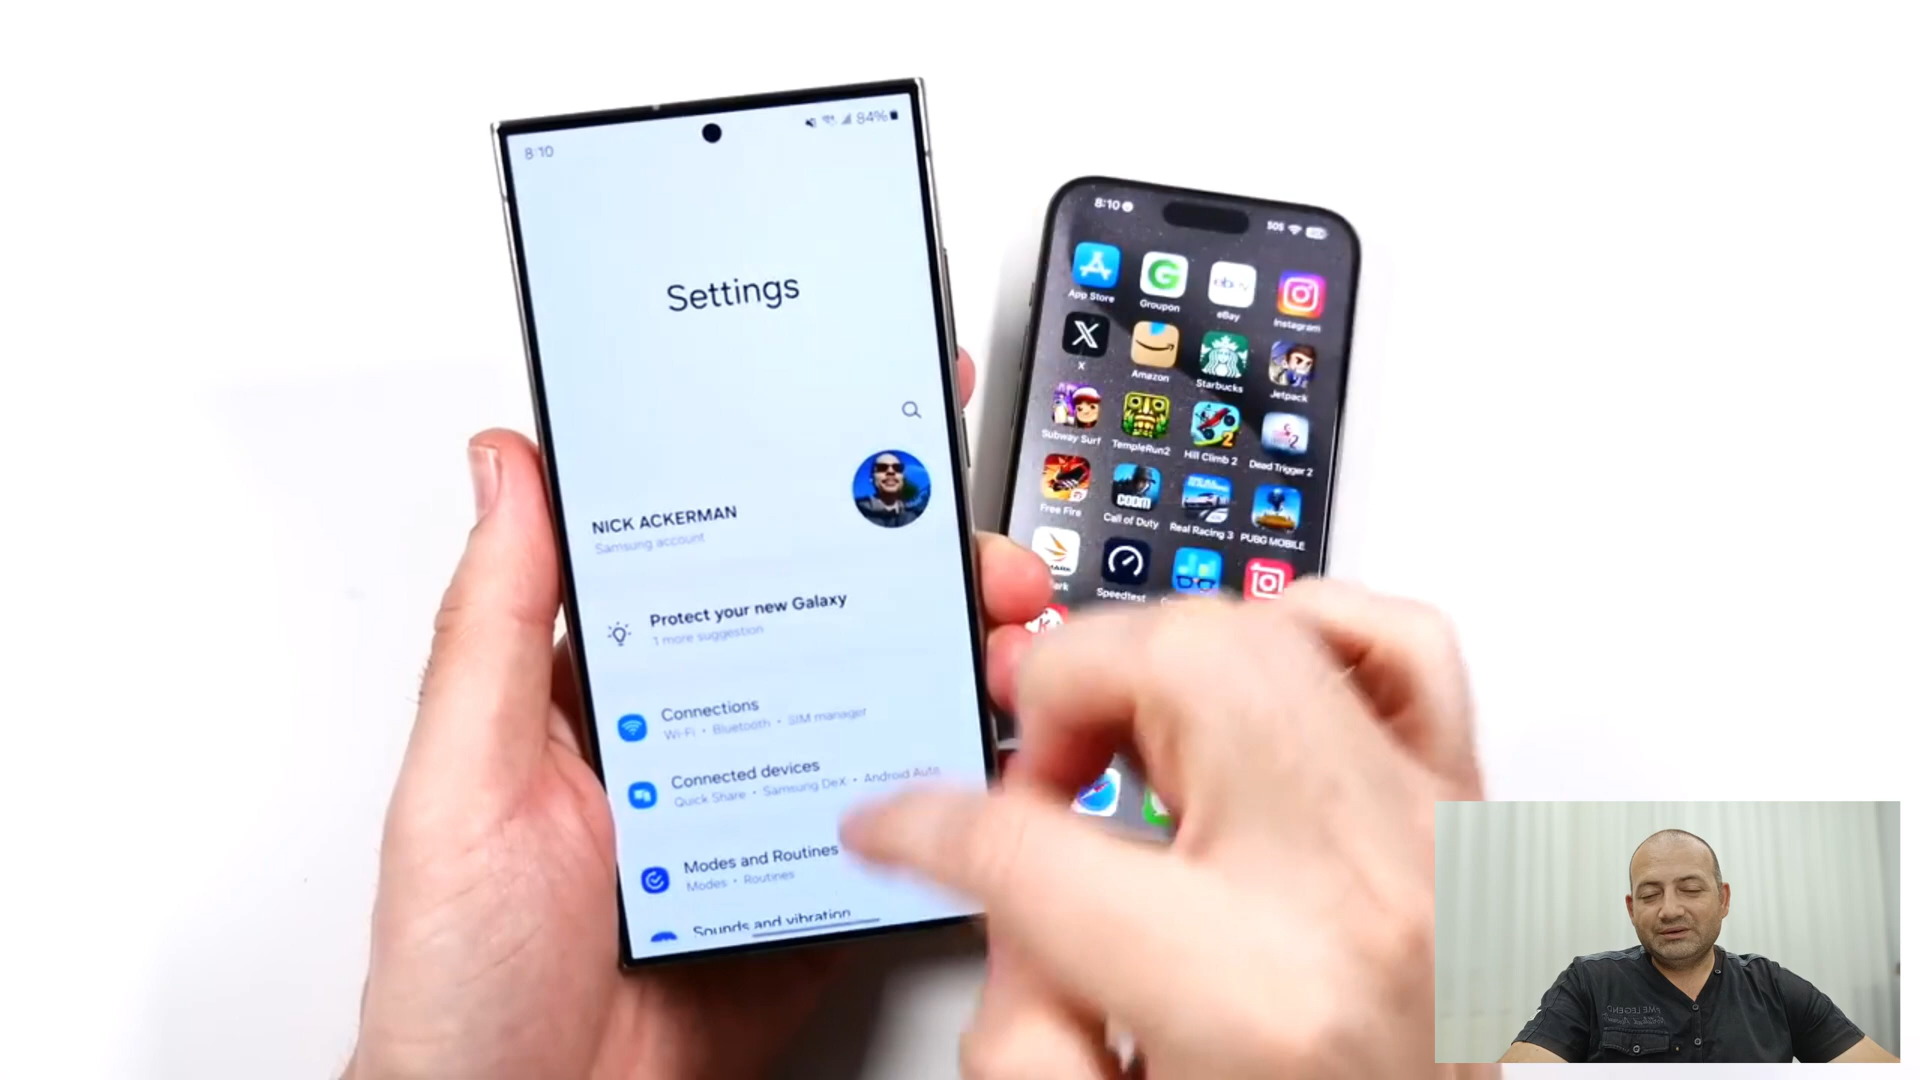 8:10
84%
Settings
NICK ACKERMAN
Samsung account
Protect your new Galaxy
1 more suggestion
Connections
Wi-Fi • Bluetooth • SIM manager
Connected devices
Quick Share • Samsung DeX • Android Auto
Modes and Routines
Modes • Routines
Sounds and vibration
8:10
SOS
App Store
Groupon
eBay
Instagram
X
Amazon
Starbucks
Jetpack
Subway Surf
TempleRun2
Hill Climb 2
Dead Trigger 2
Free Fire
CODM
Call of Duty
Real Racing 3
PUBG MOBILE
Speedtest